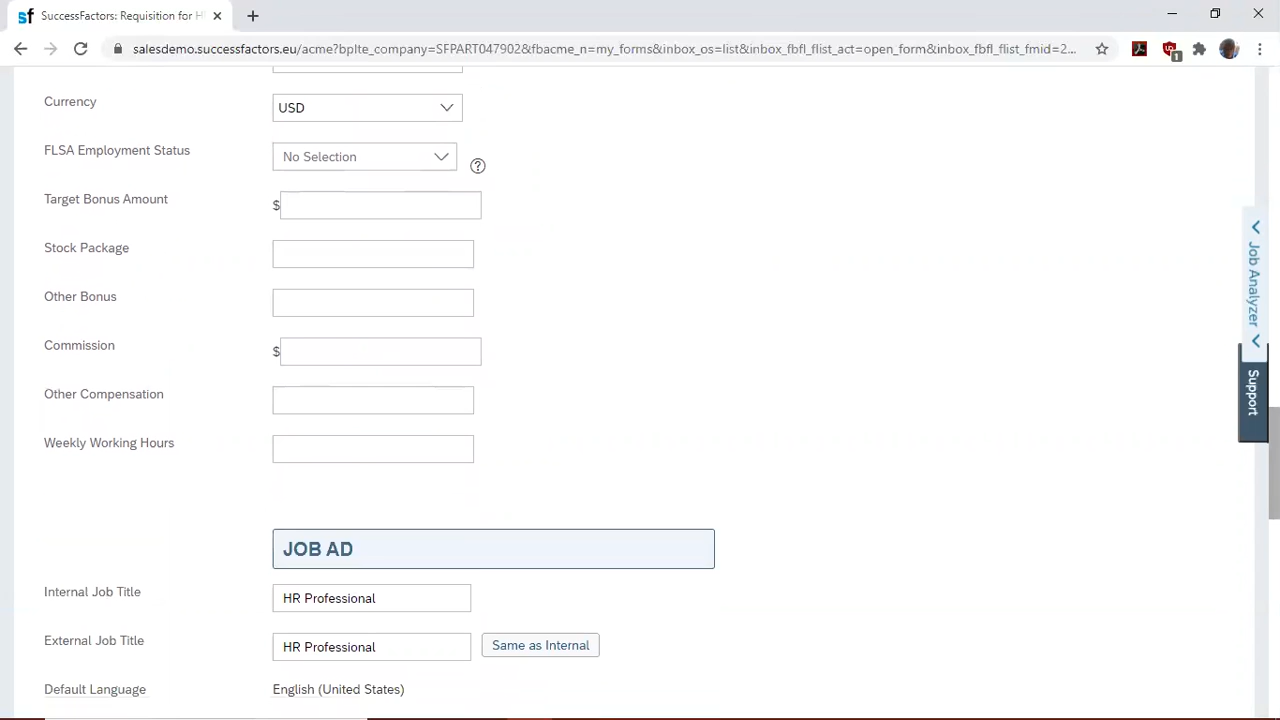 SuccessFactors: Requisition for H
salesdemo.successfactors.eu/acme?bplte_company=SFPART047902&fbacme_n=my_forms&inbox_os=list&inbox_fbfl_flist_act=open_form&inbox_fbfl_flist_fmid=2...
1
Currency
USD
FLSA Employment Status
No Selection
?
Target Bonus Amount
$
Stock Package
Other Bonus
Commission
$
Other Compensation
Weekly Working Hours
Job Analyzer
Support
JOB AD
Internal Job Title
HR Professional
External Job Title
HR Professional
Same as Internal
Default Language
English (United States)